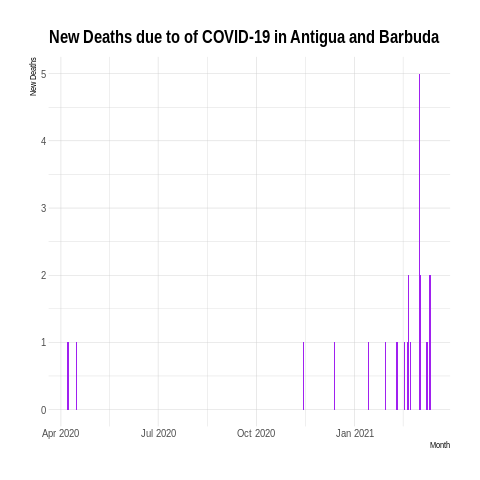 New Deaths due to of COVID-19 in Antigua and Barbuda
New Deaths
5
4
3
2
1
0
Apr 2020 Jul 2020 Oct 2020 Jan 2021
Month